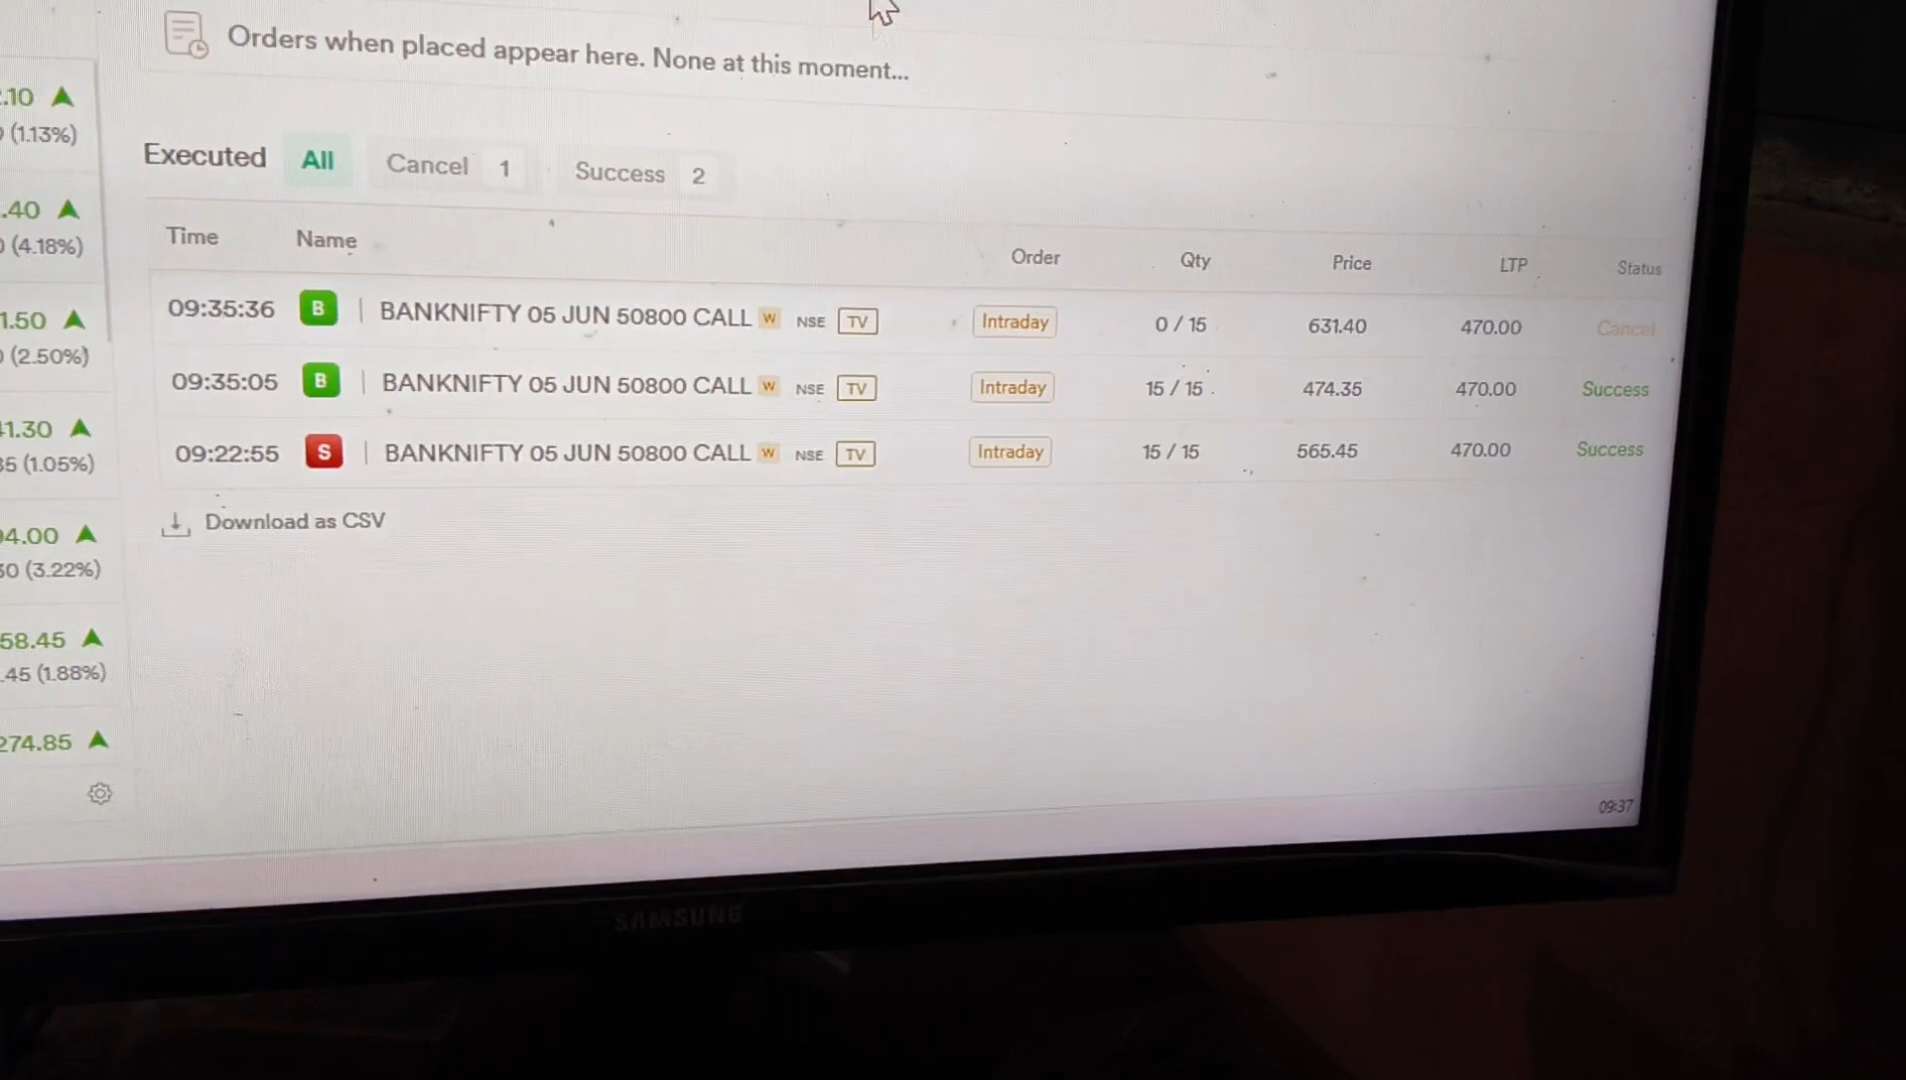 Orders when placed appear here. None at this moment...
.10
(1.13%)
.40
(4.18%)
1.50
(2.50%)
1.30
35 (1.05%)
04.00
30 (3.22%)
58.45
.45 (1.88%)
274.85
Executed All Cancel 1 Success 2
Time Name Order Qty Price LTP Status
09:35:36 B | BANKNIFTY 05 JUN 50800 CALL W NSE TV Intraday 0 / 15 631.40 470.00 Cancel
09:35:05 B | BANKNIFTY 05 JUN 50800 CALL W NSE TV Intraday 15 / 15 474.35 470.00 Success
09:22:55 S | BANKNIFTY 05 JUN 50800 CALL W NSE TV Intraday 15 / 15 565.45 470.00 Success
Download as CSV
09:37
SAMSUNG